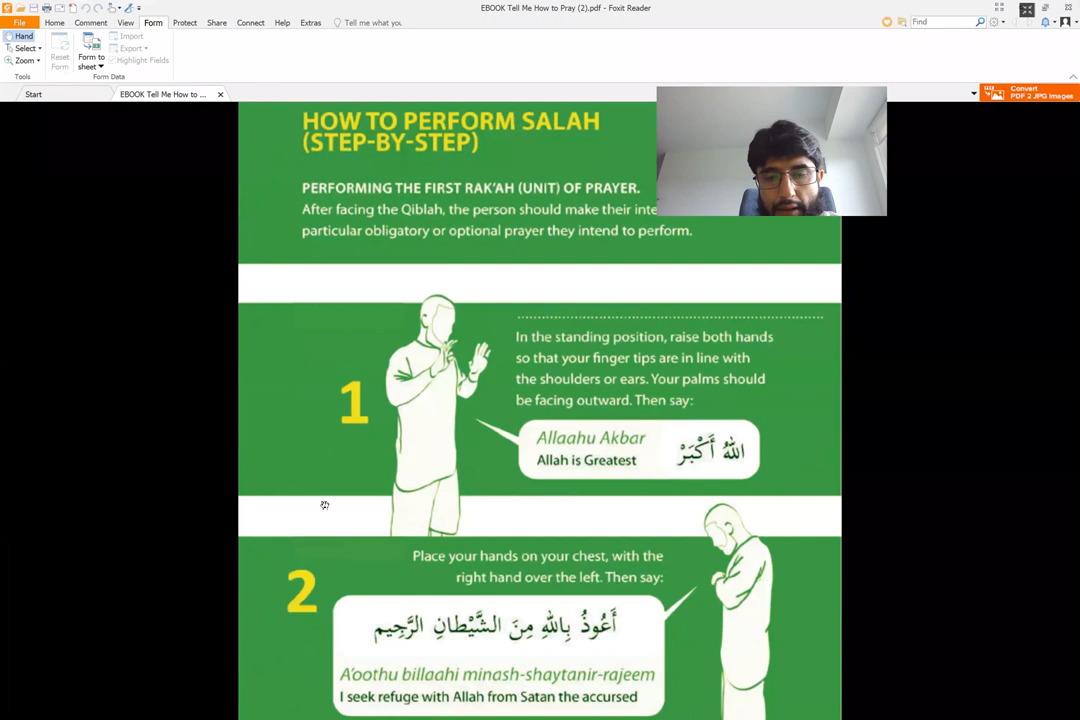 EBOOK Tell Me How to Pray (2).pdf - Foxit Reader
File Home Comment View Form Protect Share Connect Help Extras Tell me what you
Find
Hand
Select
Zoom
Tools
Reset
Form
Form to
sheet
Import
Export
Highlight Fields
Form Data
Start
EBOOK Tell Me How to ...
Convert
PDF 2 JPG Images
HOW TO PERFORM SALAH
(STEP-BY-STEP)
PERFORMING THE FIRST RAK'AH (UNIT) OF PRAYER.
After facing the Qiblah, the person should make their
particular obligatory or optional prayer they intend to perform.
1
In the standing position, raise both hands
so that your finger tips are in line with
the shoulders or ears. Your palms should
be facing outward. Then say:
Allaahu Akbar
Allah is Greatest
اللهُ أَكْبَرْ
2
Place your hands on your chest, with the
right hand over the left. Then say:
أَعُوذُ بِاللهِ مِنَ الشَّيْطَانِ الرَّجِيم
A'oothu billaahi minash-shaytanir-rajeem
I seek refuge with Allah from Satan the accursed